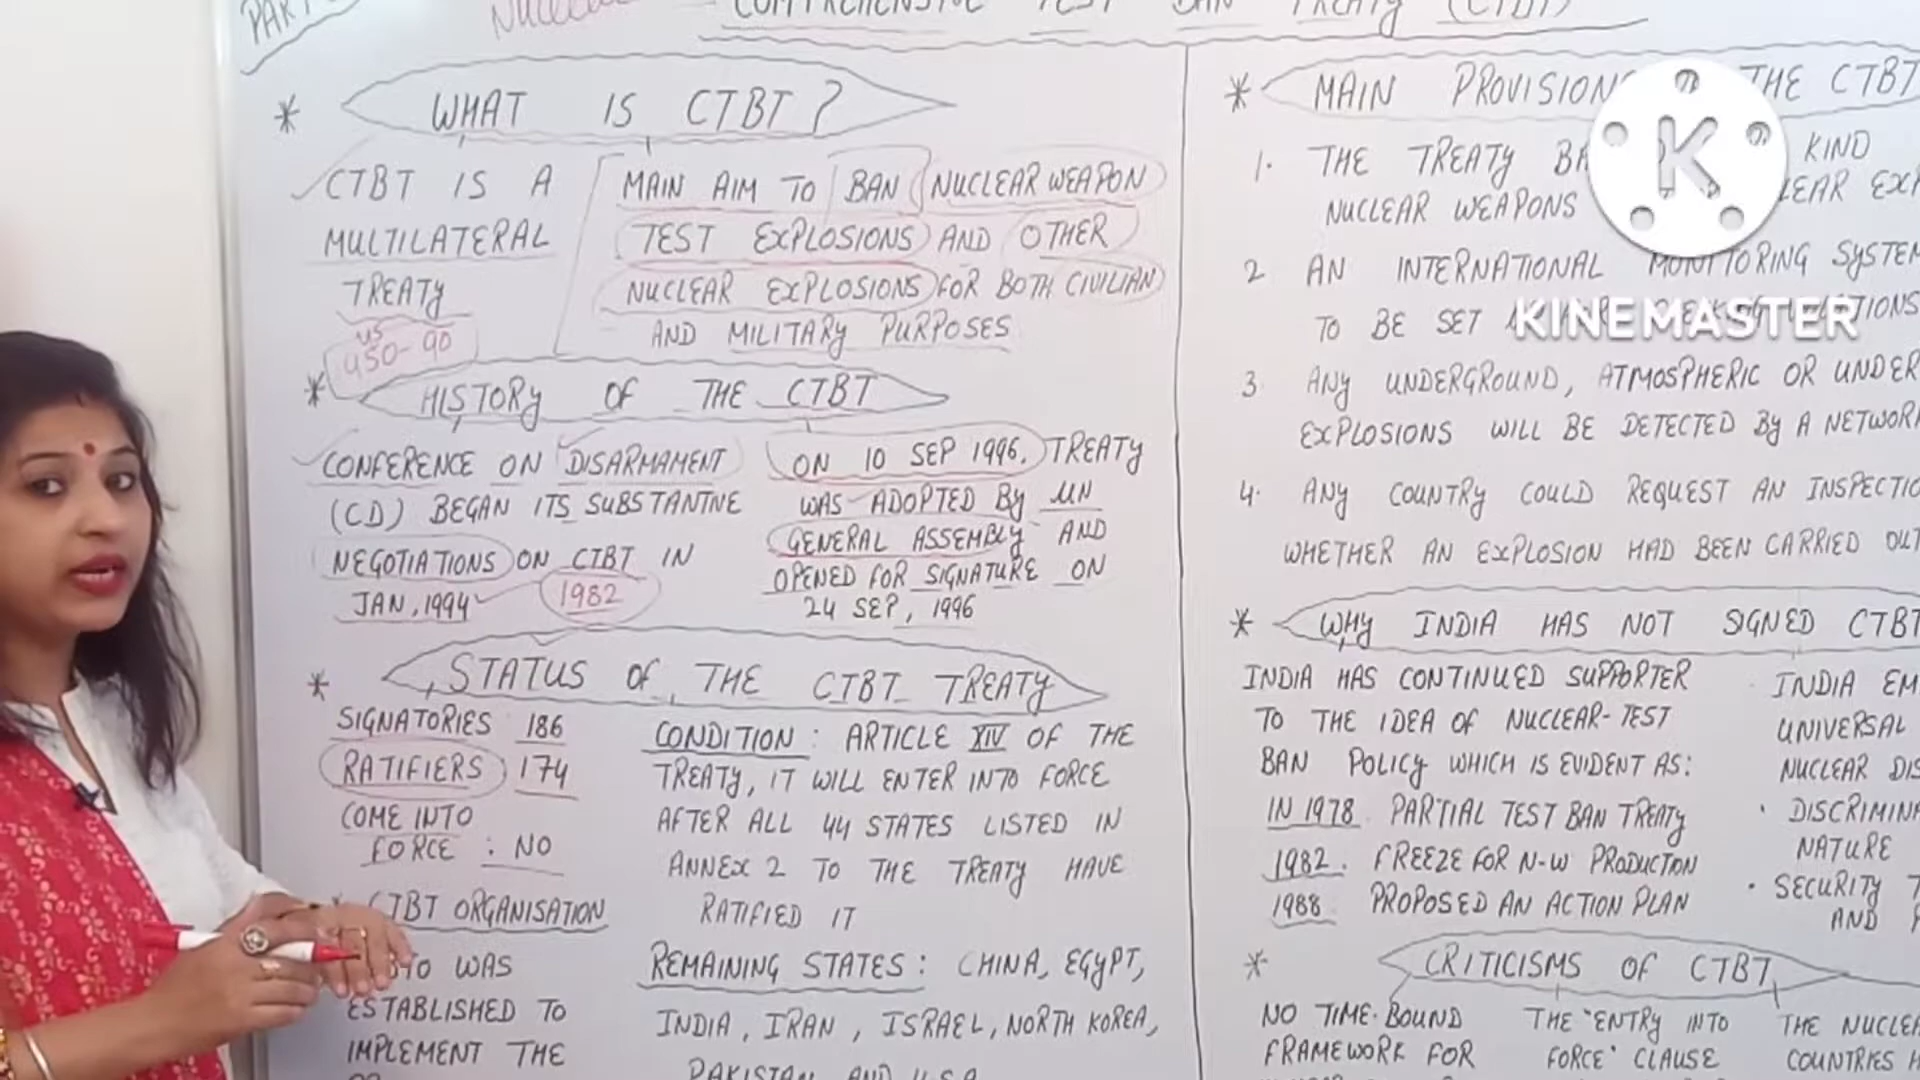 PART
NUCLEAR
COMPREHENSIVE TEST BAN TREATY (CTBT)
* WHAT IS CTBT?
CTBT IS A
MULTILATERAL
TREATY
US
450-90
MAIN AIM TO BAN NUCLEAR WEAPON
TEST EXPLOSIONS AND OTHER
NUCLEAR EXPLOSIONS FOR BOTH CIVILIAN
AND MILITARY PURPOSES
* HISTORY OF THE CTBT
CONFERENCE ON DISARMAMENT
(CD) BEGAN ITS SUBSTANTIVE
NEGOTIATIONS ON CTBT IN
JAN, 1994 1982
ON 10 SEP 1996, TREATY
WAS ADOPTED BY UN
GENERAL ASSEMBLY AND
OPENED FOR SIGNATURE ON
24 SEP, 1996
* STATUS OF THE CTBT TREATY
SIGNATORIES 186
RATIFIERS 174
COME INTO
FORCE : NO
CTBT ORGANISATION
WAS
ESTABLISHED TO
IMPLEMENT THE
CONDITION : ARTICLE XIV OF THE
TREATY, IT WILL ENTER INTO FORCE
AFTER ALL 44 STATES LISTED IN
ANNEX 2 TO THE TREATY HAVE
RATIFIED IT
REMAINING STATES : CHINA, EGYPT,
INDIA, IRAN, ISRAEL, NORTH KOREA,
PAKISTAN AND U.S.A
* MAIN PROVISION THE CTBT
1. THE TREATY BA KIND
NUCLEAR WEAPONS LEAR EXP
2 AN INTERNATIONAL MONITORING SYSTEM
TO BE SET
3. ANY UNDERGROUND, ATMOSPHERIC OR UNDER
EXPLOSIONS WILL BE DETECTED BY A NETWORK
4. ANY COUNTRY COULD REQUEST AN INSPECTIO
WHETHER AN EXPLOSION HAD BEEN CARRIED OUT
* WHY INDIA HAS NOT SIGNED CTBT
INDIA HAS CONTINUED SUPPORTER
TO THE IDEA OF NUCLEAR-TEST
BAN POLICY WHICH IS EVIDENT AS:
IN 1978. PARTIAL TEST BAN TREATY
1982. FREEZE FOR N-W PRODUCTION
1988 PROPOSED AN ACTION PLAN
· INDIA EM
UNIVERSAL
NUCLEAR DIS
· DISCRIMINA
NATURE
· SECURITY T
AND
* CRITICISMS OF CTBT
NO TIME-BOUND
FRAMEWORK FOR
THE 'ENTRY INTO
FORCE' CLAUSE
THE NUCLEA
COUNTRIES H
K
KINEMASTER